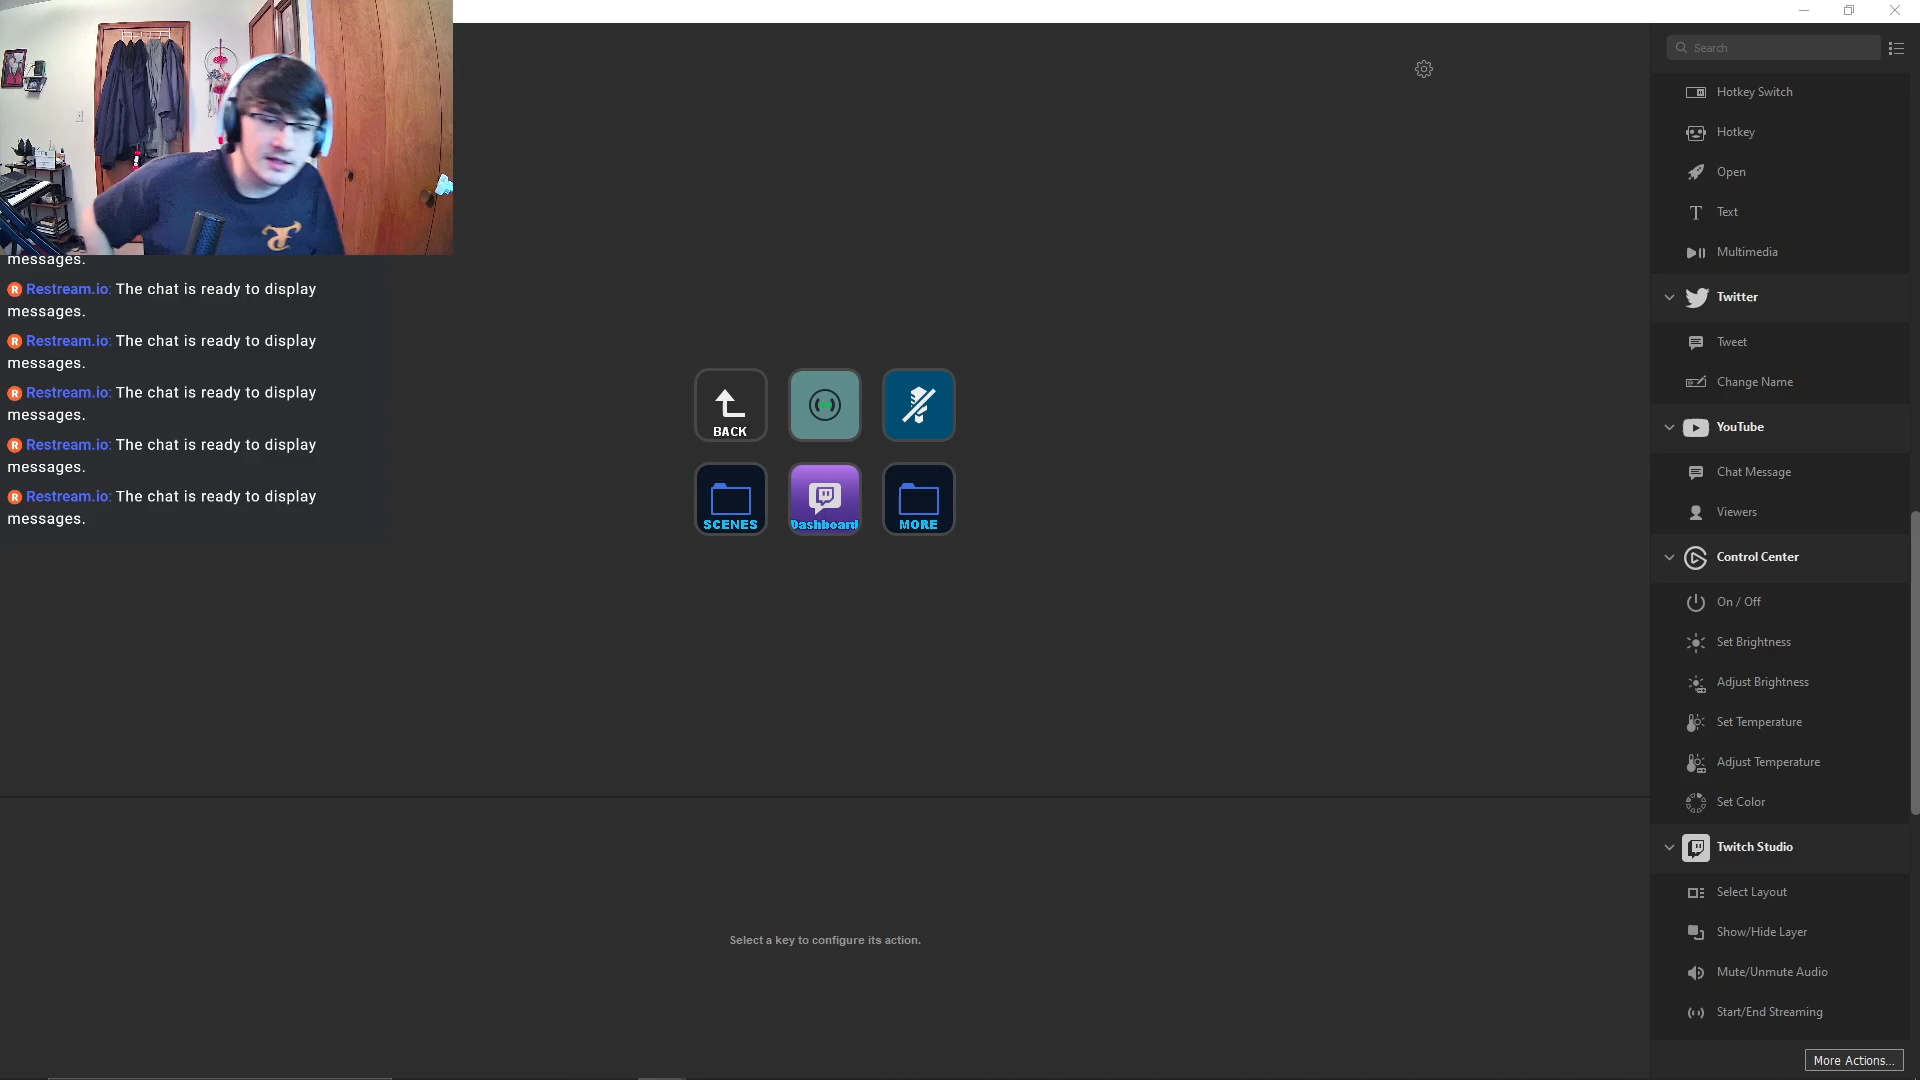 messages.
Restream.io: The chat is ready to display
messages.
Restream.io: The chat is ready to display
messages.
Restream.io: The chat is ready to display
messages.
Restream.io: The chat is ready to display
messages.
Restream.io: The chat is ready to display
messages.
BACK
SCENES
Dashboard
MORE
Select a key to configure its action.
Search
Hotkey Switch
Hotkey
Open
Text
Multimedia
Twitter
Tweet
Change Name
YouTube
Chat Message
Viewers
Control Center
On / Off
Set Brightness
Adjust Brightness
Set Temperature
Adjust Temperature
Set Color
Twitch Studio
Select Layout
Show/Hide Layer
Mute/Unmute Audio
Start/End Streaming
More Actions...